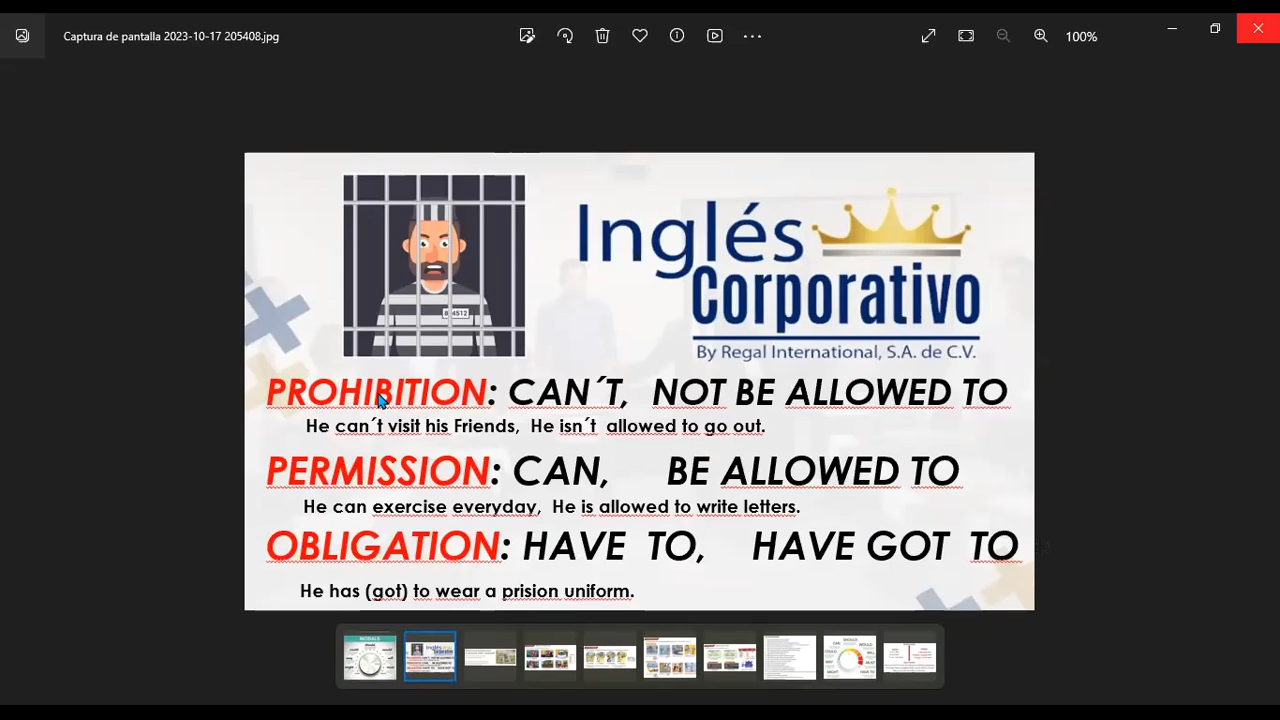 Captura de pantalla 2023-10-17 205408.jpg
100%
Inglés
Corporativo
By Regal International, S.A. de C.V.
PROHIBITION: CAN´T, NOT BE ALLOWED TO
He can´t visit his Friends, He isn´t allowed to go out.
PERMISSION: CAN, BE ALLOWED TO
He can exercise everyday, He is allowed to write letters.
OBLIGATION: HAVE TO, HAVE GOT TO
He has (got) to wear a prision uniform.